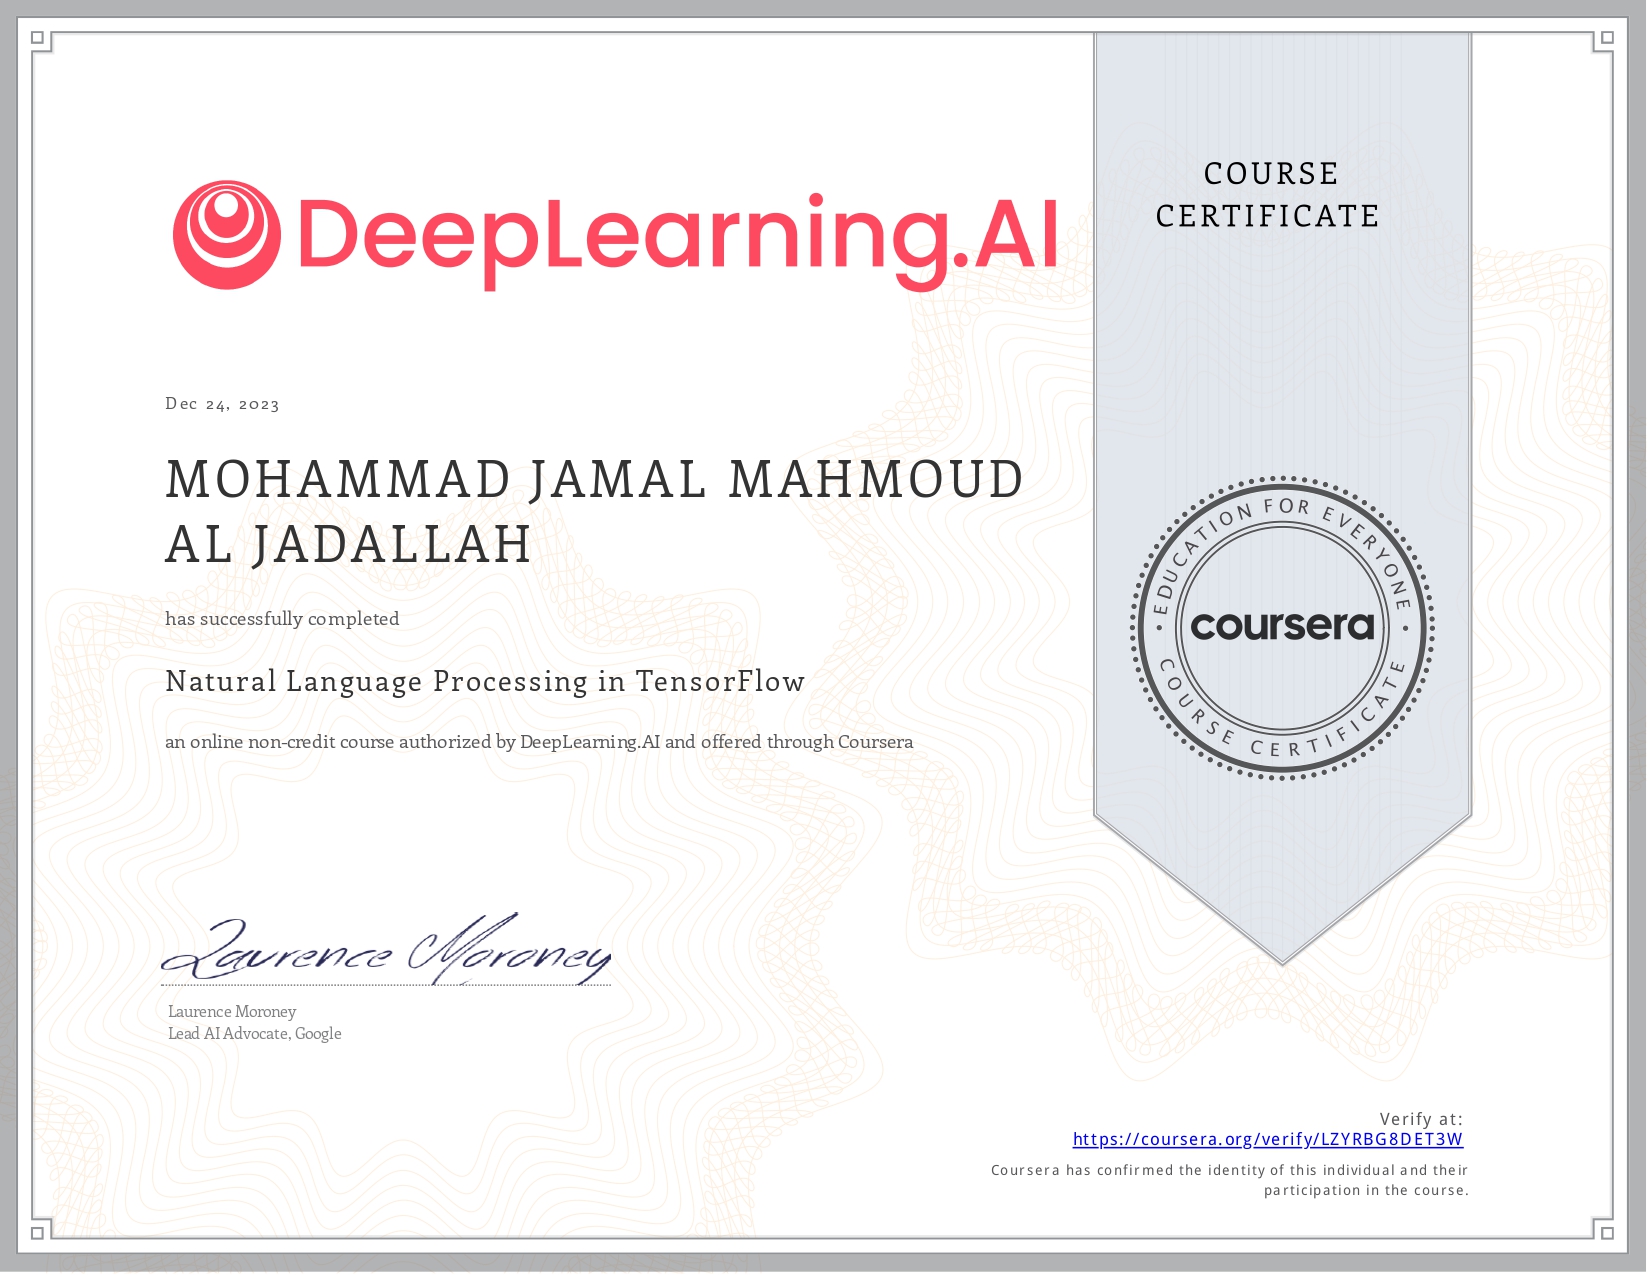 DeepLearning.AI
COURSE
CERTIFICATE
Dec 24, 2023
MOHAMMAD JAMAL MAHMOUD
AL JADALLAH
has successfully completed
Natural Language Processing in TensorFlow
an online non-credit course authorized by DeepLearning.AI and offered through Coursera
EDUCATION FOR EVERYONE
coursera
COURSE CERTIFICATE
Laurence Moroney
Laurence Moroney
Lead AI Advocate, Google
Verify at:
https://coursera.org/verify/LZYRBG8DET3W
Coursera has confirmed the identity of this individual and their
participation in the course.